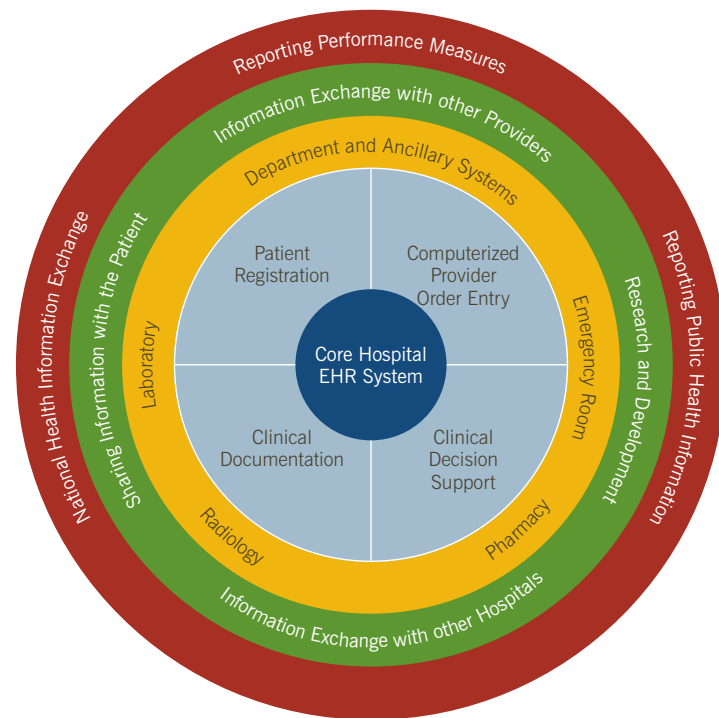 Reporting Performance Measures
Information Exchange with other Providers
Department and Ancillary Systems
Patient
Registration
Computerized
Provider
Order Entry
Core Hospital
EHR System
Clinical
Documentation
Clinical
Decision
Support
Laboratory
Emergency Room
Radiology
Pharmacy
Sharing Information with the Patient
Research and Development
Information Exchange with other Hospitals
National Health Information Exchange
Reporting Public Health Information